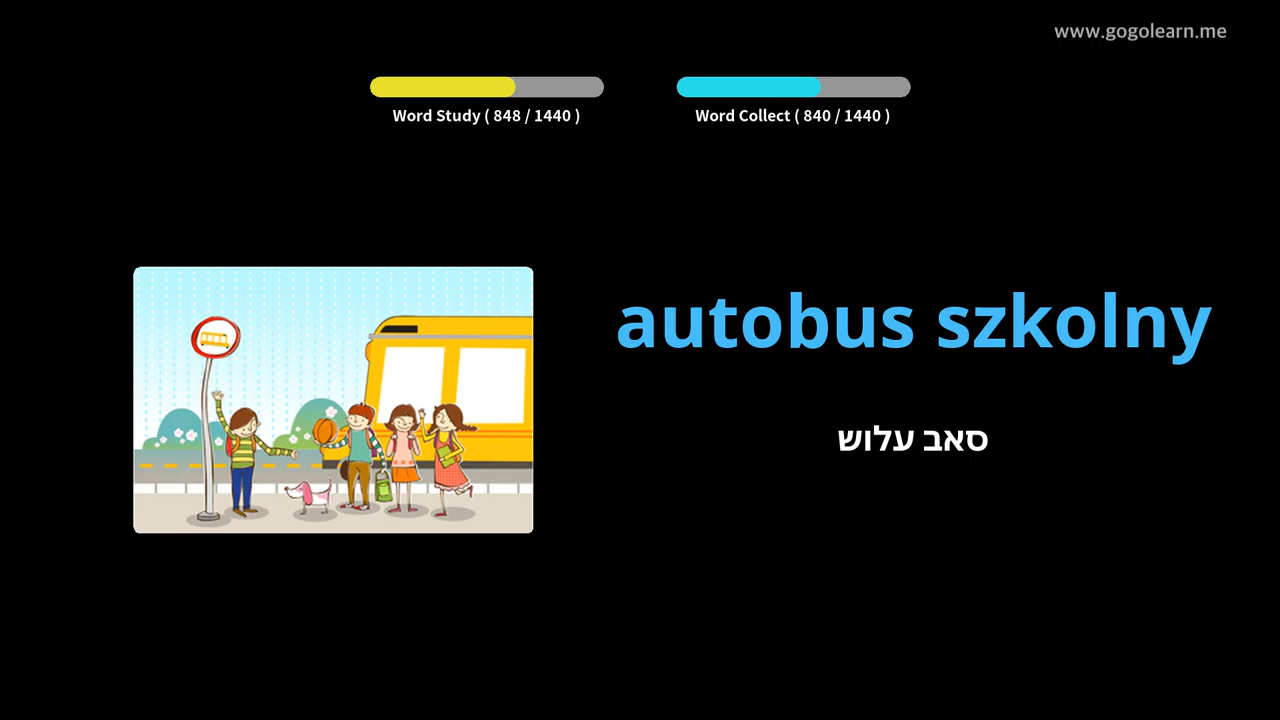 www.gogolearn.me
Word Study ( 848 / 1440 )
Word Collect ( 840 / 1440 )
autobus szkolny
סאב עלוש